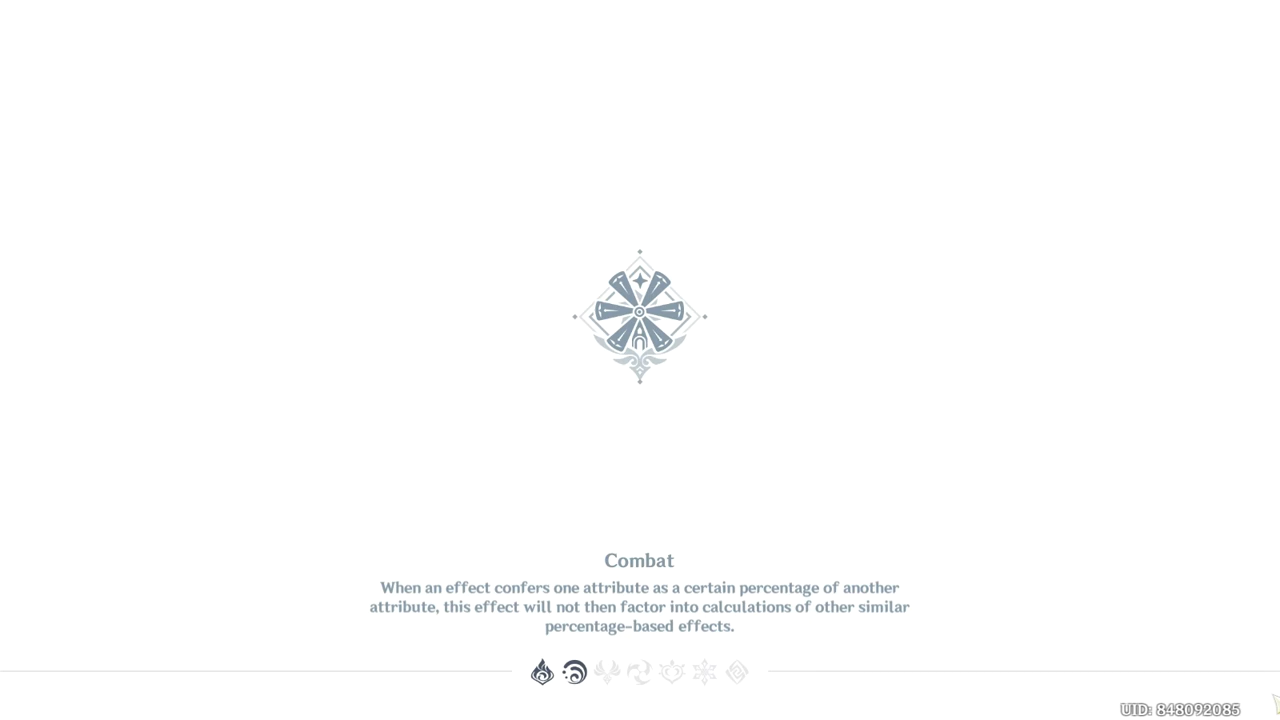 Combat
When an effect confers one attribute as a certain percentage of another
attribute, this effect will not then factor into calculations of other similar
percentage-based effects.
UID: 848092085